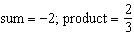 sum = −2; product = 2/3